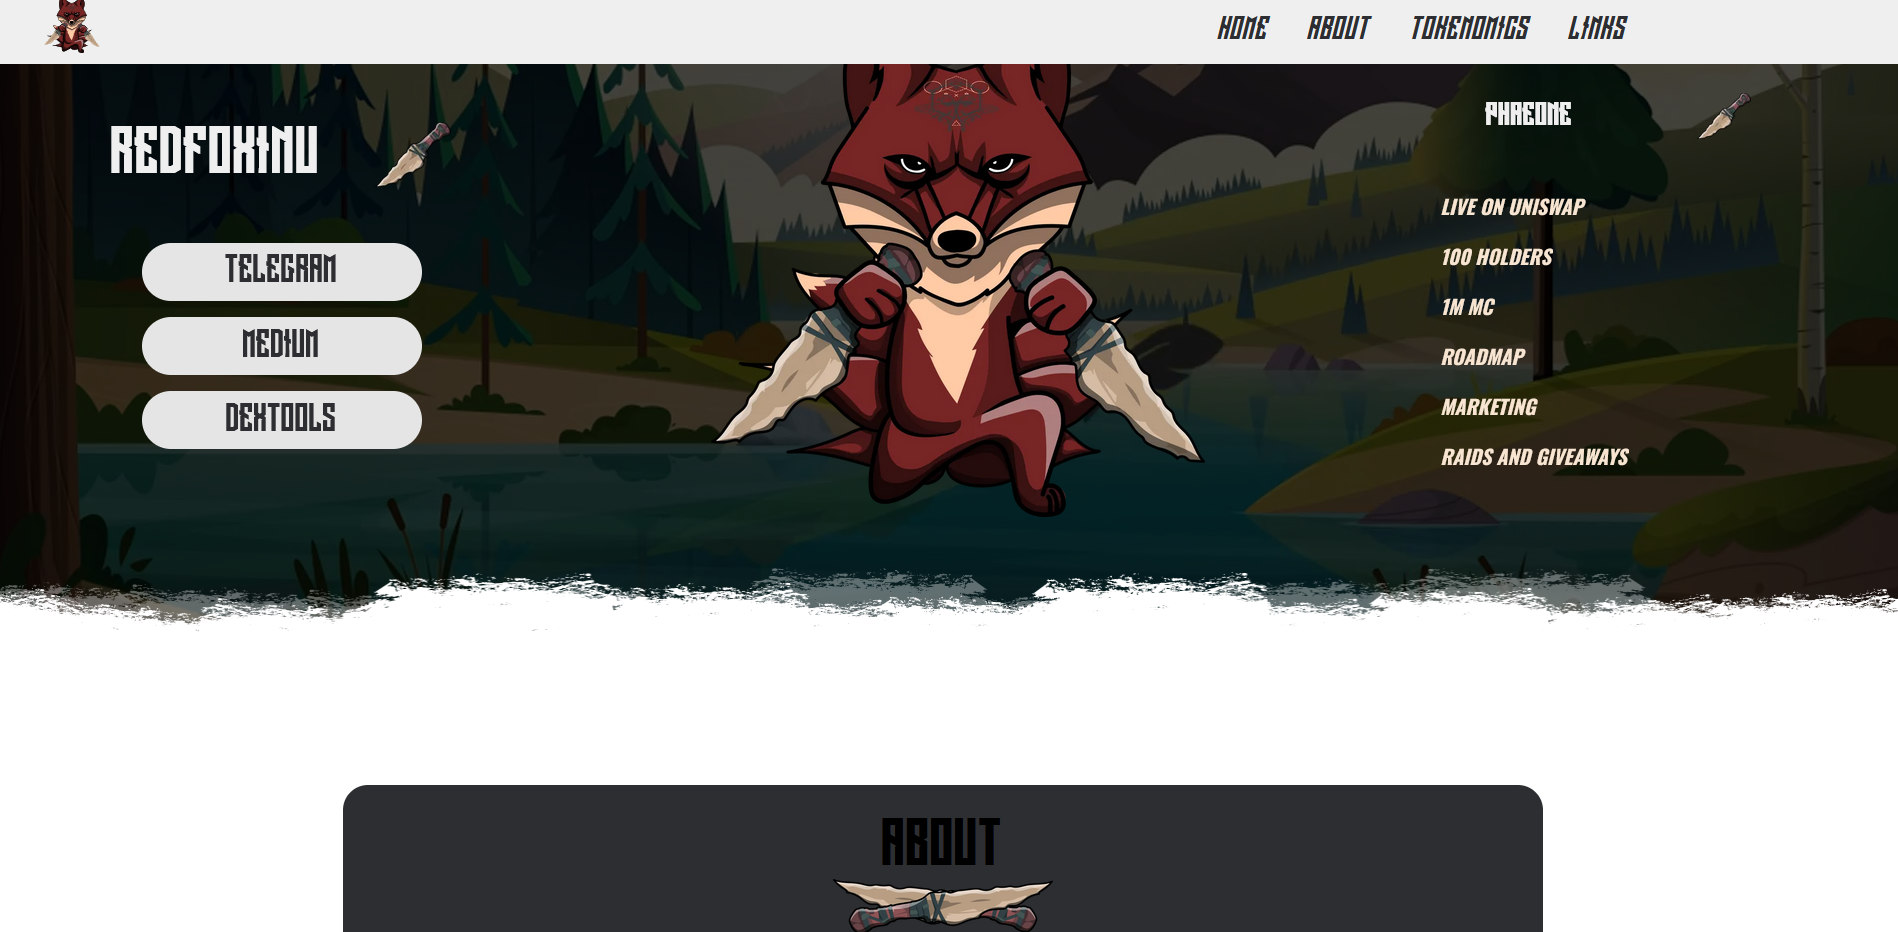 HOME ABOUT TOKENOMICS LINKS
REDFOXINU
TELEGRAM
MEDIUM
DEXTOOLS
PHAEONE
LIVE ON UNISWAP
100 HOLDERS
1M MC
ROADMAP
MARKETING
RAIDS AND GIVEAWAYS
ABOUT